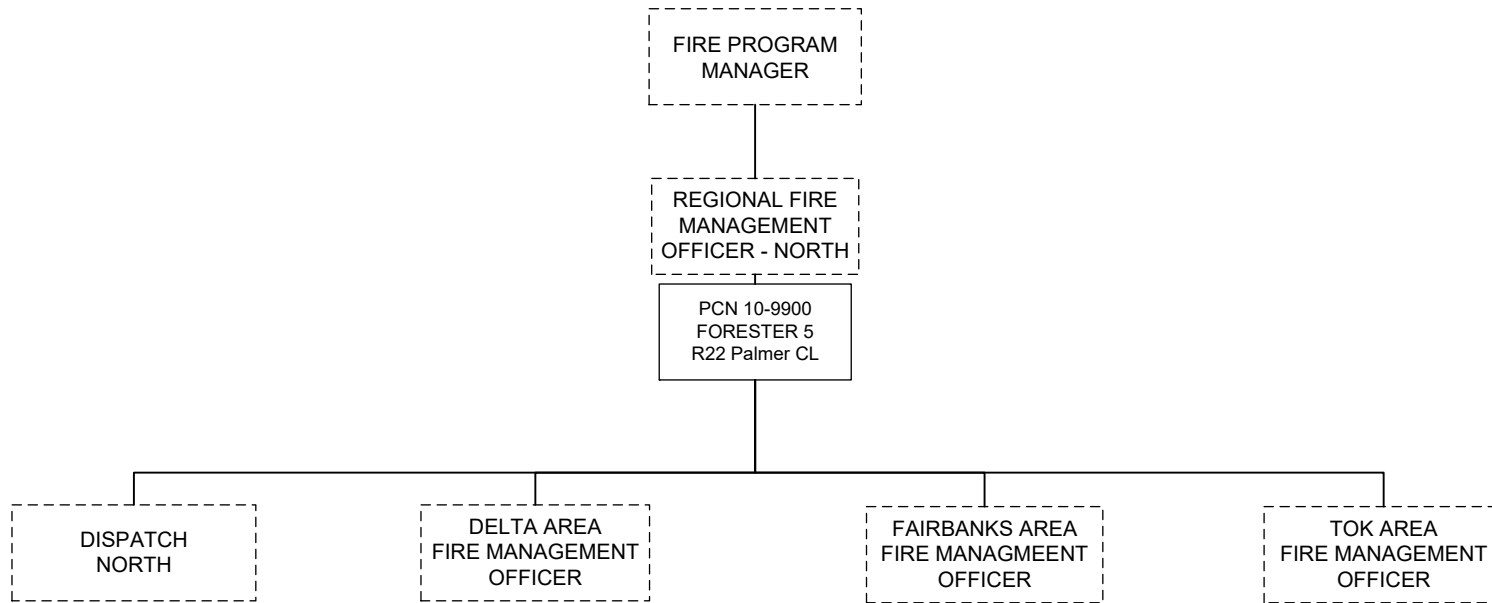 FIRE PROGRAM
MANAGER
REGIONAL FIRE
MANAGEMENT
OFFICER - NORTH
PCN 10-9900
FORESTER 5
R22 Palmer CL
DISPATCH
NORTH
DELTA AREA
FIRE MANAGEMENT
OFFICER
FAIRBANKS AREA
FIRE MANAGMEENT
OFFICER
TOK AREA
FIRE MANAGEMENT
OFFICER